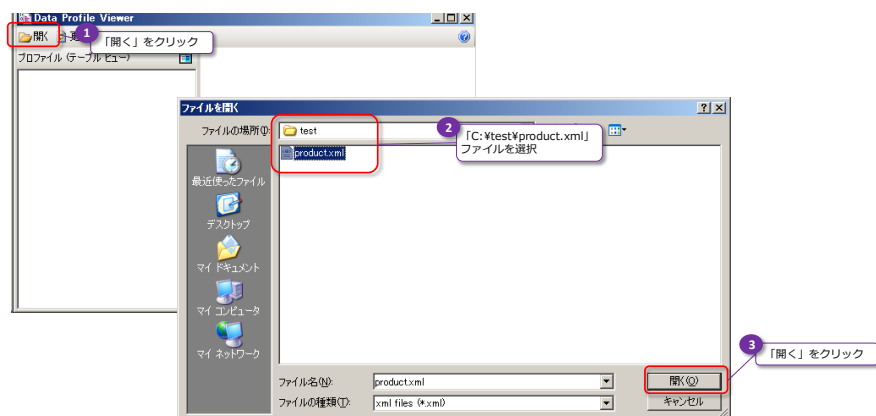 Data Profile Viewer
開く
1
「開く」をクリック
プロファイル (テーブル ビュー)
ファイルを開く
ファイルの場所(I):
test
2
「C:¥test¥product.xml」
ファイルを選択
product.xml
最近使ったファイル
デスクトップ
マイ ドキュメント
マイ コンピュータ
マイ ネットワーク
3
「開く」をクリック
ファイル名(N):
product.xml
開く(O)
ファイルの種類(T):
xml files (*.xml)
キャンセル